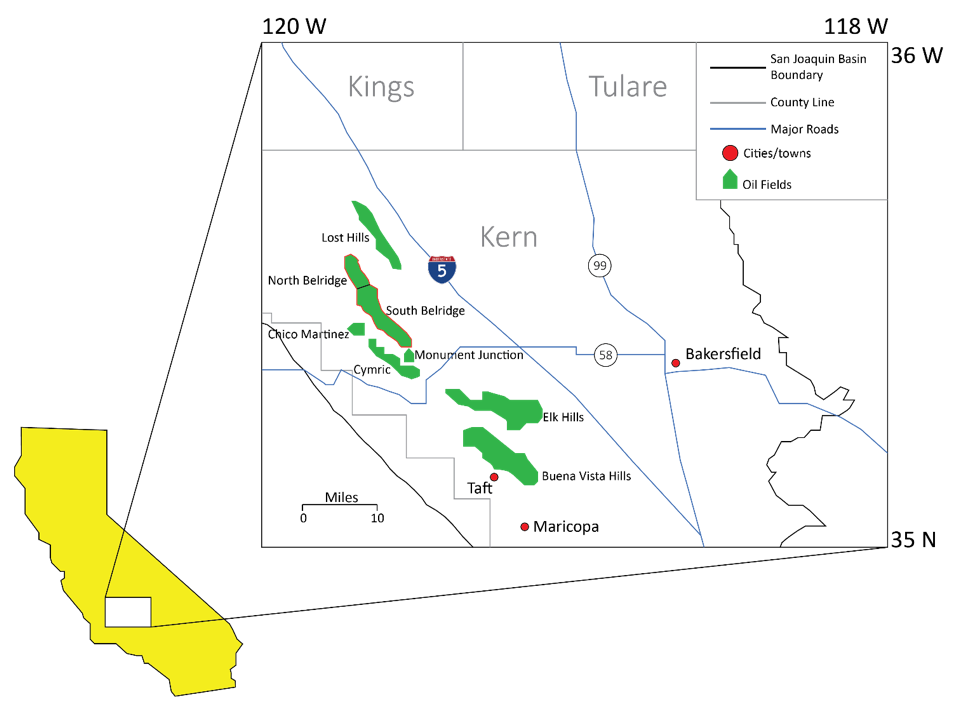 120 W
118 W
36 W
Kings
Tulare
San Joaquin Basin
Boundary
County Line
Major Roads
Cities/towns
Oil Fields
Lost Hills
Kern
5
99
North Belridge
South Belridge
Chico Martinez
Monument Junction
58
Bakersfield
Cymric
Elk Hills
Buena Vista Hills
Taft
Miles
0
10
Maricopa
35 N